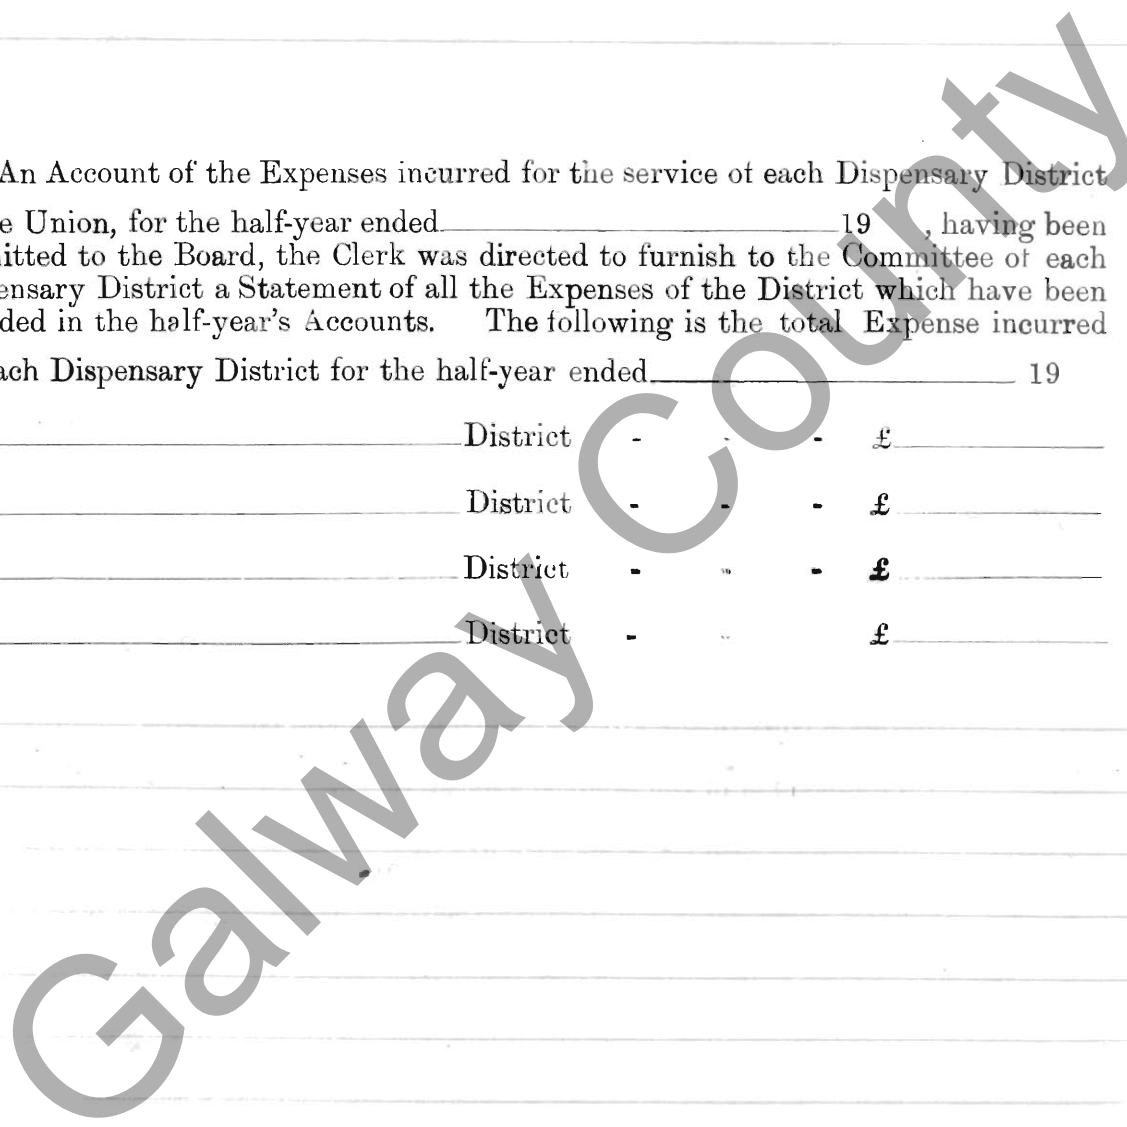 An Account of the Expenses incurred for the service of each Dispensary District
e Union, for the half-year ended 19 , having been
itted to the Board, the Clerk was directed to furnish to the Committee of each
ensary District a Statement of all the Expenses of the District which have been
ded in the half-year's Accounts. The following is the total Expense incurred
ach Dispensary District for the half-year ended 19
District - - - £
District - - - £
District - - - £
District - - £
Galway County